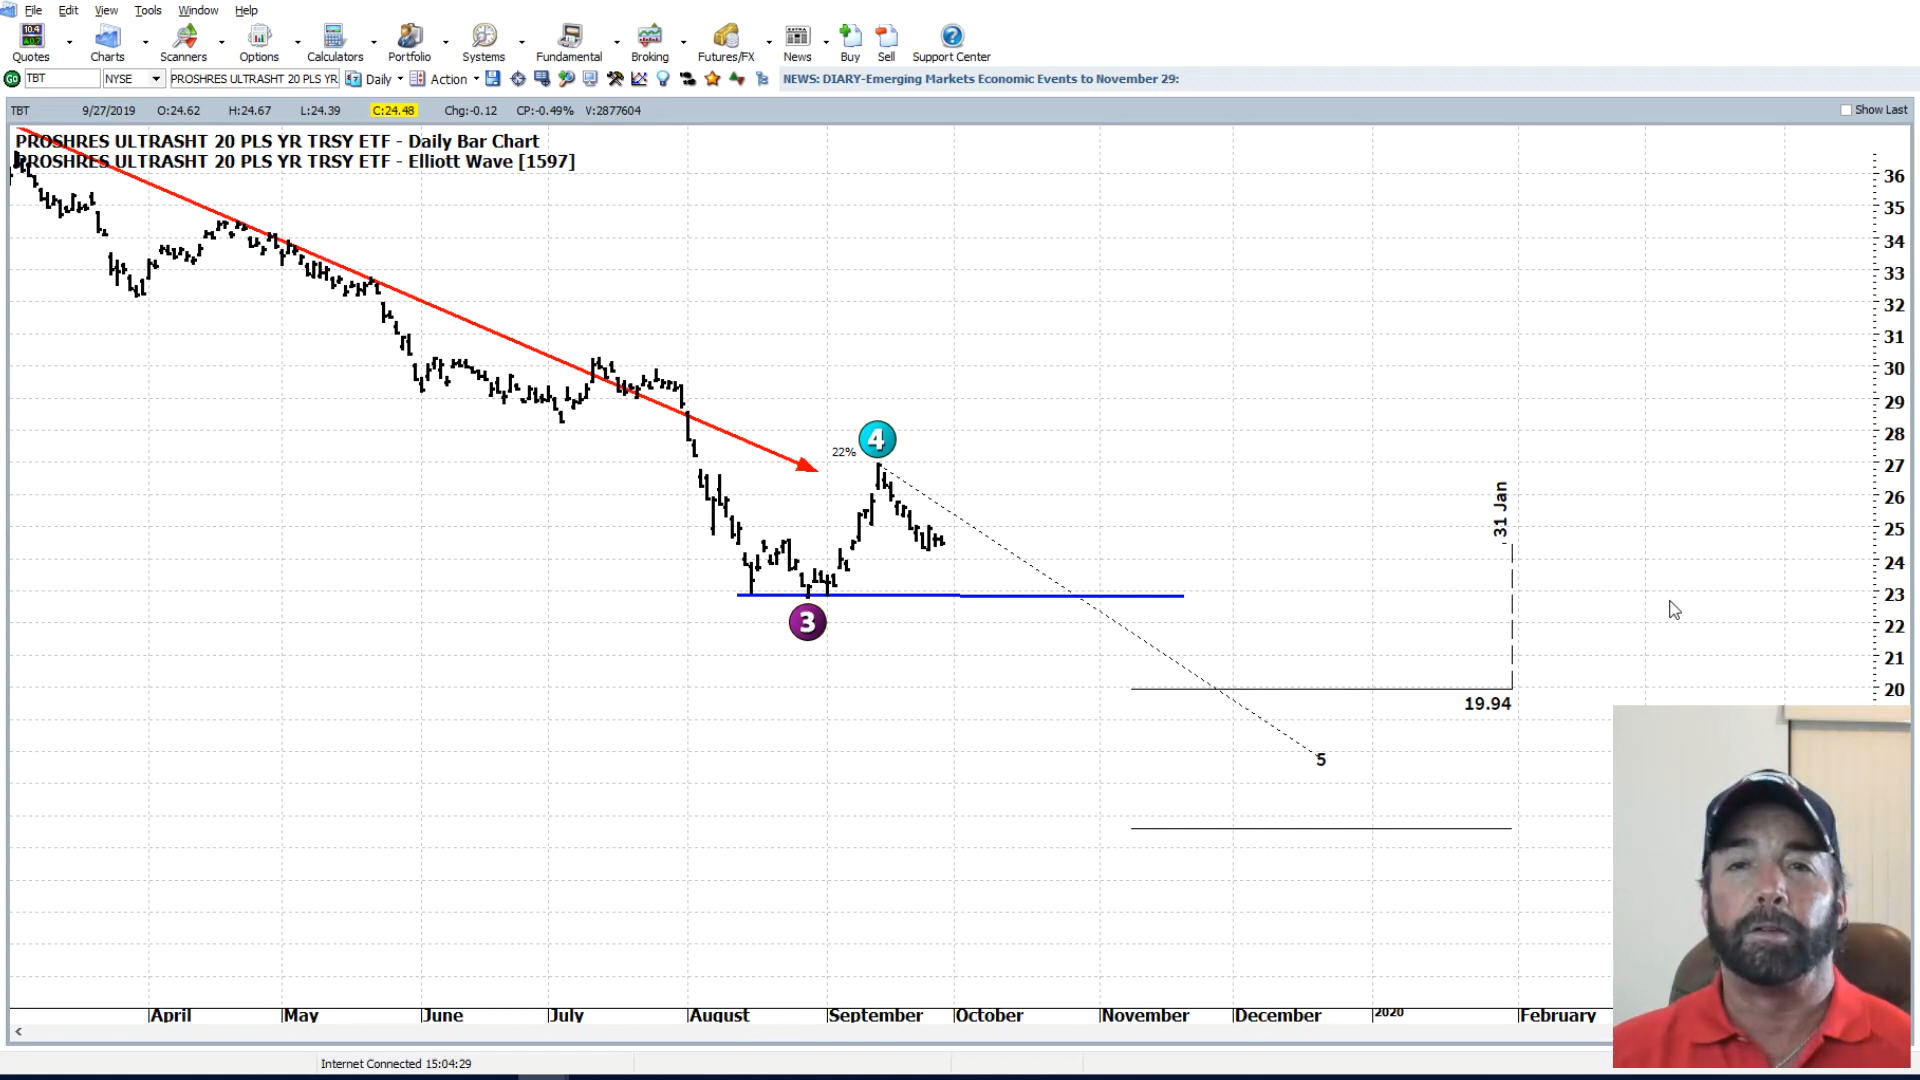 File Edit View Tools Window Help
10.4
Quotes Charts Scanners Options Calculators Portfolio Systems Fundamental Broking Futures/FX News Buy Sell Support Center
Go TBT NYSE PROSHRES ULTRASHT 20 PLS YR Daily Action NEWS: DIARY-Emerging Markets Economic Events to November 29:
TBT 9/27/2019 O:24.62 H:24.67 L:24.39 C:24.48 Chg:-0.12 CP:-0.49% V:2877604 Show Last
PROSHRES ULTRASHT 20 PLS YR TRSY ETF - Daily Bar Chart
PROSHRES ULTRASHT 20 PLS YR TRSY ETF - Elliott Wave [1597]
36
35
34
33
32
31
30
29
28
4
22%
27
26
31 Jan
25
24
23
3
22
21
20
19.94
5
April May June July August September October November December 2020 February
<
Internet Connected 15:04:29